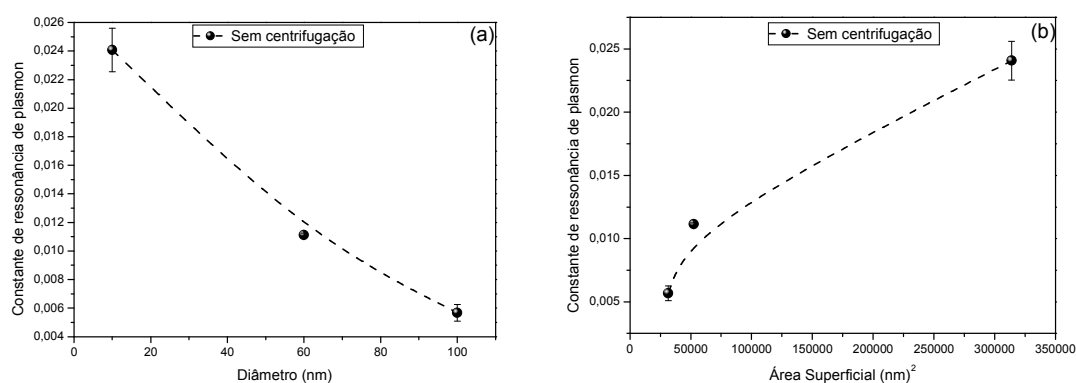 0,026
0,024
0,022
0,020
0,018
0,016
0,014
0,012
0,010
0,008
0,006
0,004
Constante de ressonância de plasmon
Sem centrifugação
(a)
0 20 40 60 80 100
Diâmetro (nm)
0,025
0,020
0,015
0,010
0,005
Constante de ressonância de plasmon
Sem centrifugação
(b)
0 50000 100000 150000 200000 250000 300000 350000
Área Superficial (nm)²